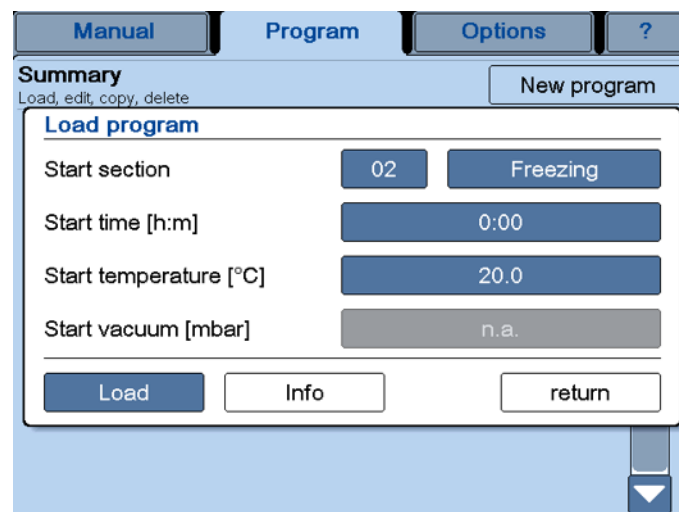 Manual Program Options ?
Summary
Load, edit, copy, delete
New program
Load program
Start section 02 Freezing
Start time [h:m] 0:00
Start temperature [°C] 20.0
Start vacuum [mbar] n.a.
Load Info return